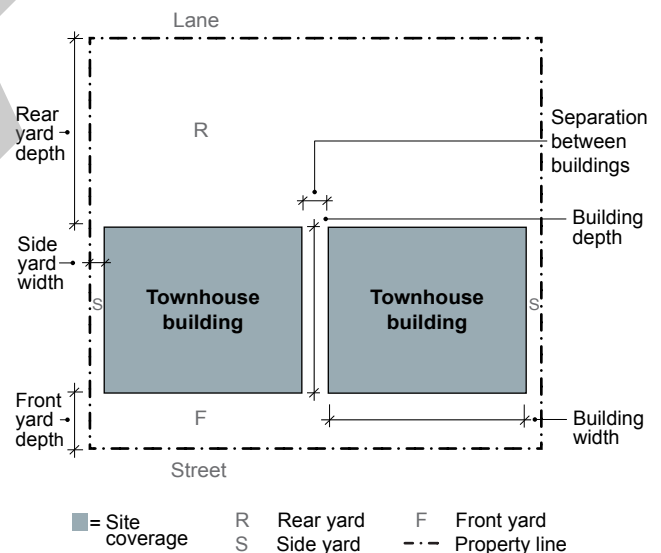 Lane
Rear
yard
depth
R
Separation
between
buildings
Building
depth
Side
yard
width
S
Townhouse
building
Townhouse
building
S
Front
yard
depth
F
Building
width
Street
= Site
coverage
R Rear yard
S Side yard
F Front yard
Property line